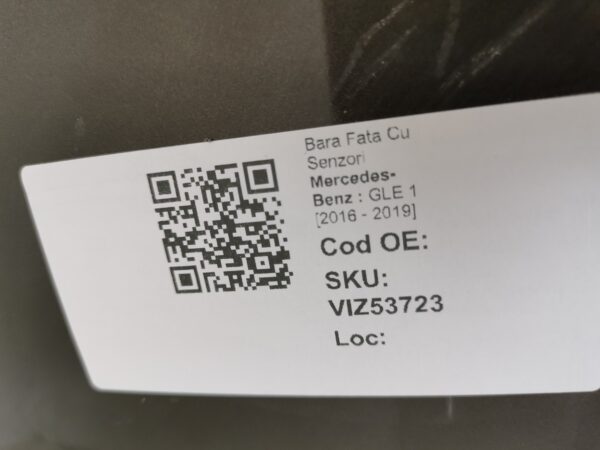 Bara Fata Cu
Senzori
Mercedes-
Benz : GLE 1
[2016 - 2019]
Cod OE:
SKU:
VIZ53723
Loc: